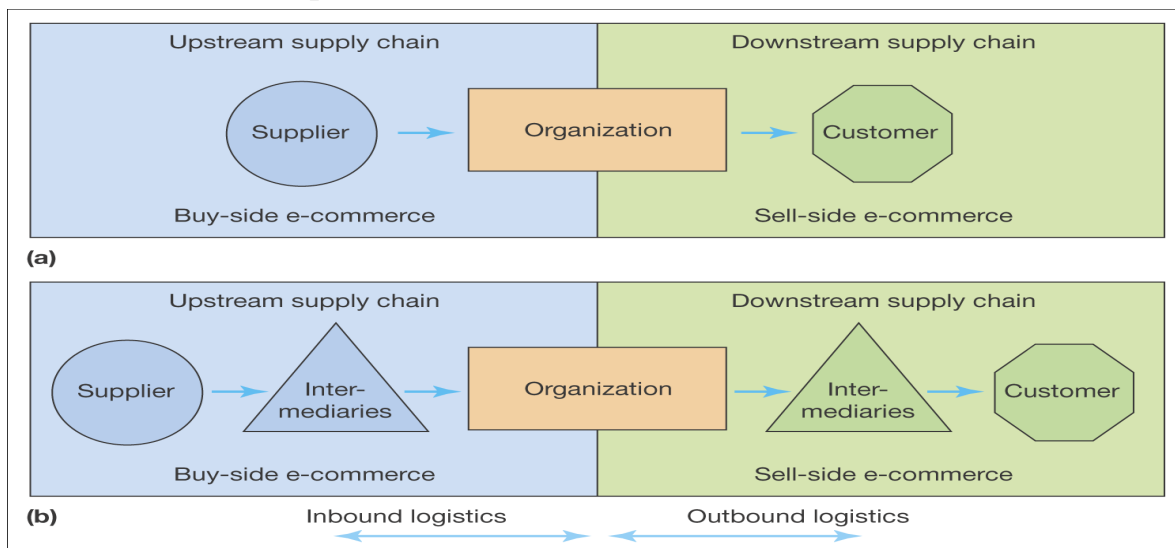 Upstream supply chain
Downstream supply chain
Supplier
Organization
Customer
Buy-side e-commerce
Sell-side e-commerce
(a)
Upstream supply chain
Downstream supply chain
Supplier
Inter-
mediaries
Organization
Inter-
mediaries
Customer
Buy-side e-commerce
Sell-side e-commerce
(b)
Inbound logistics
Outbound logistics